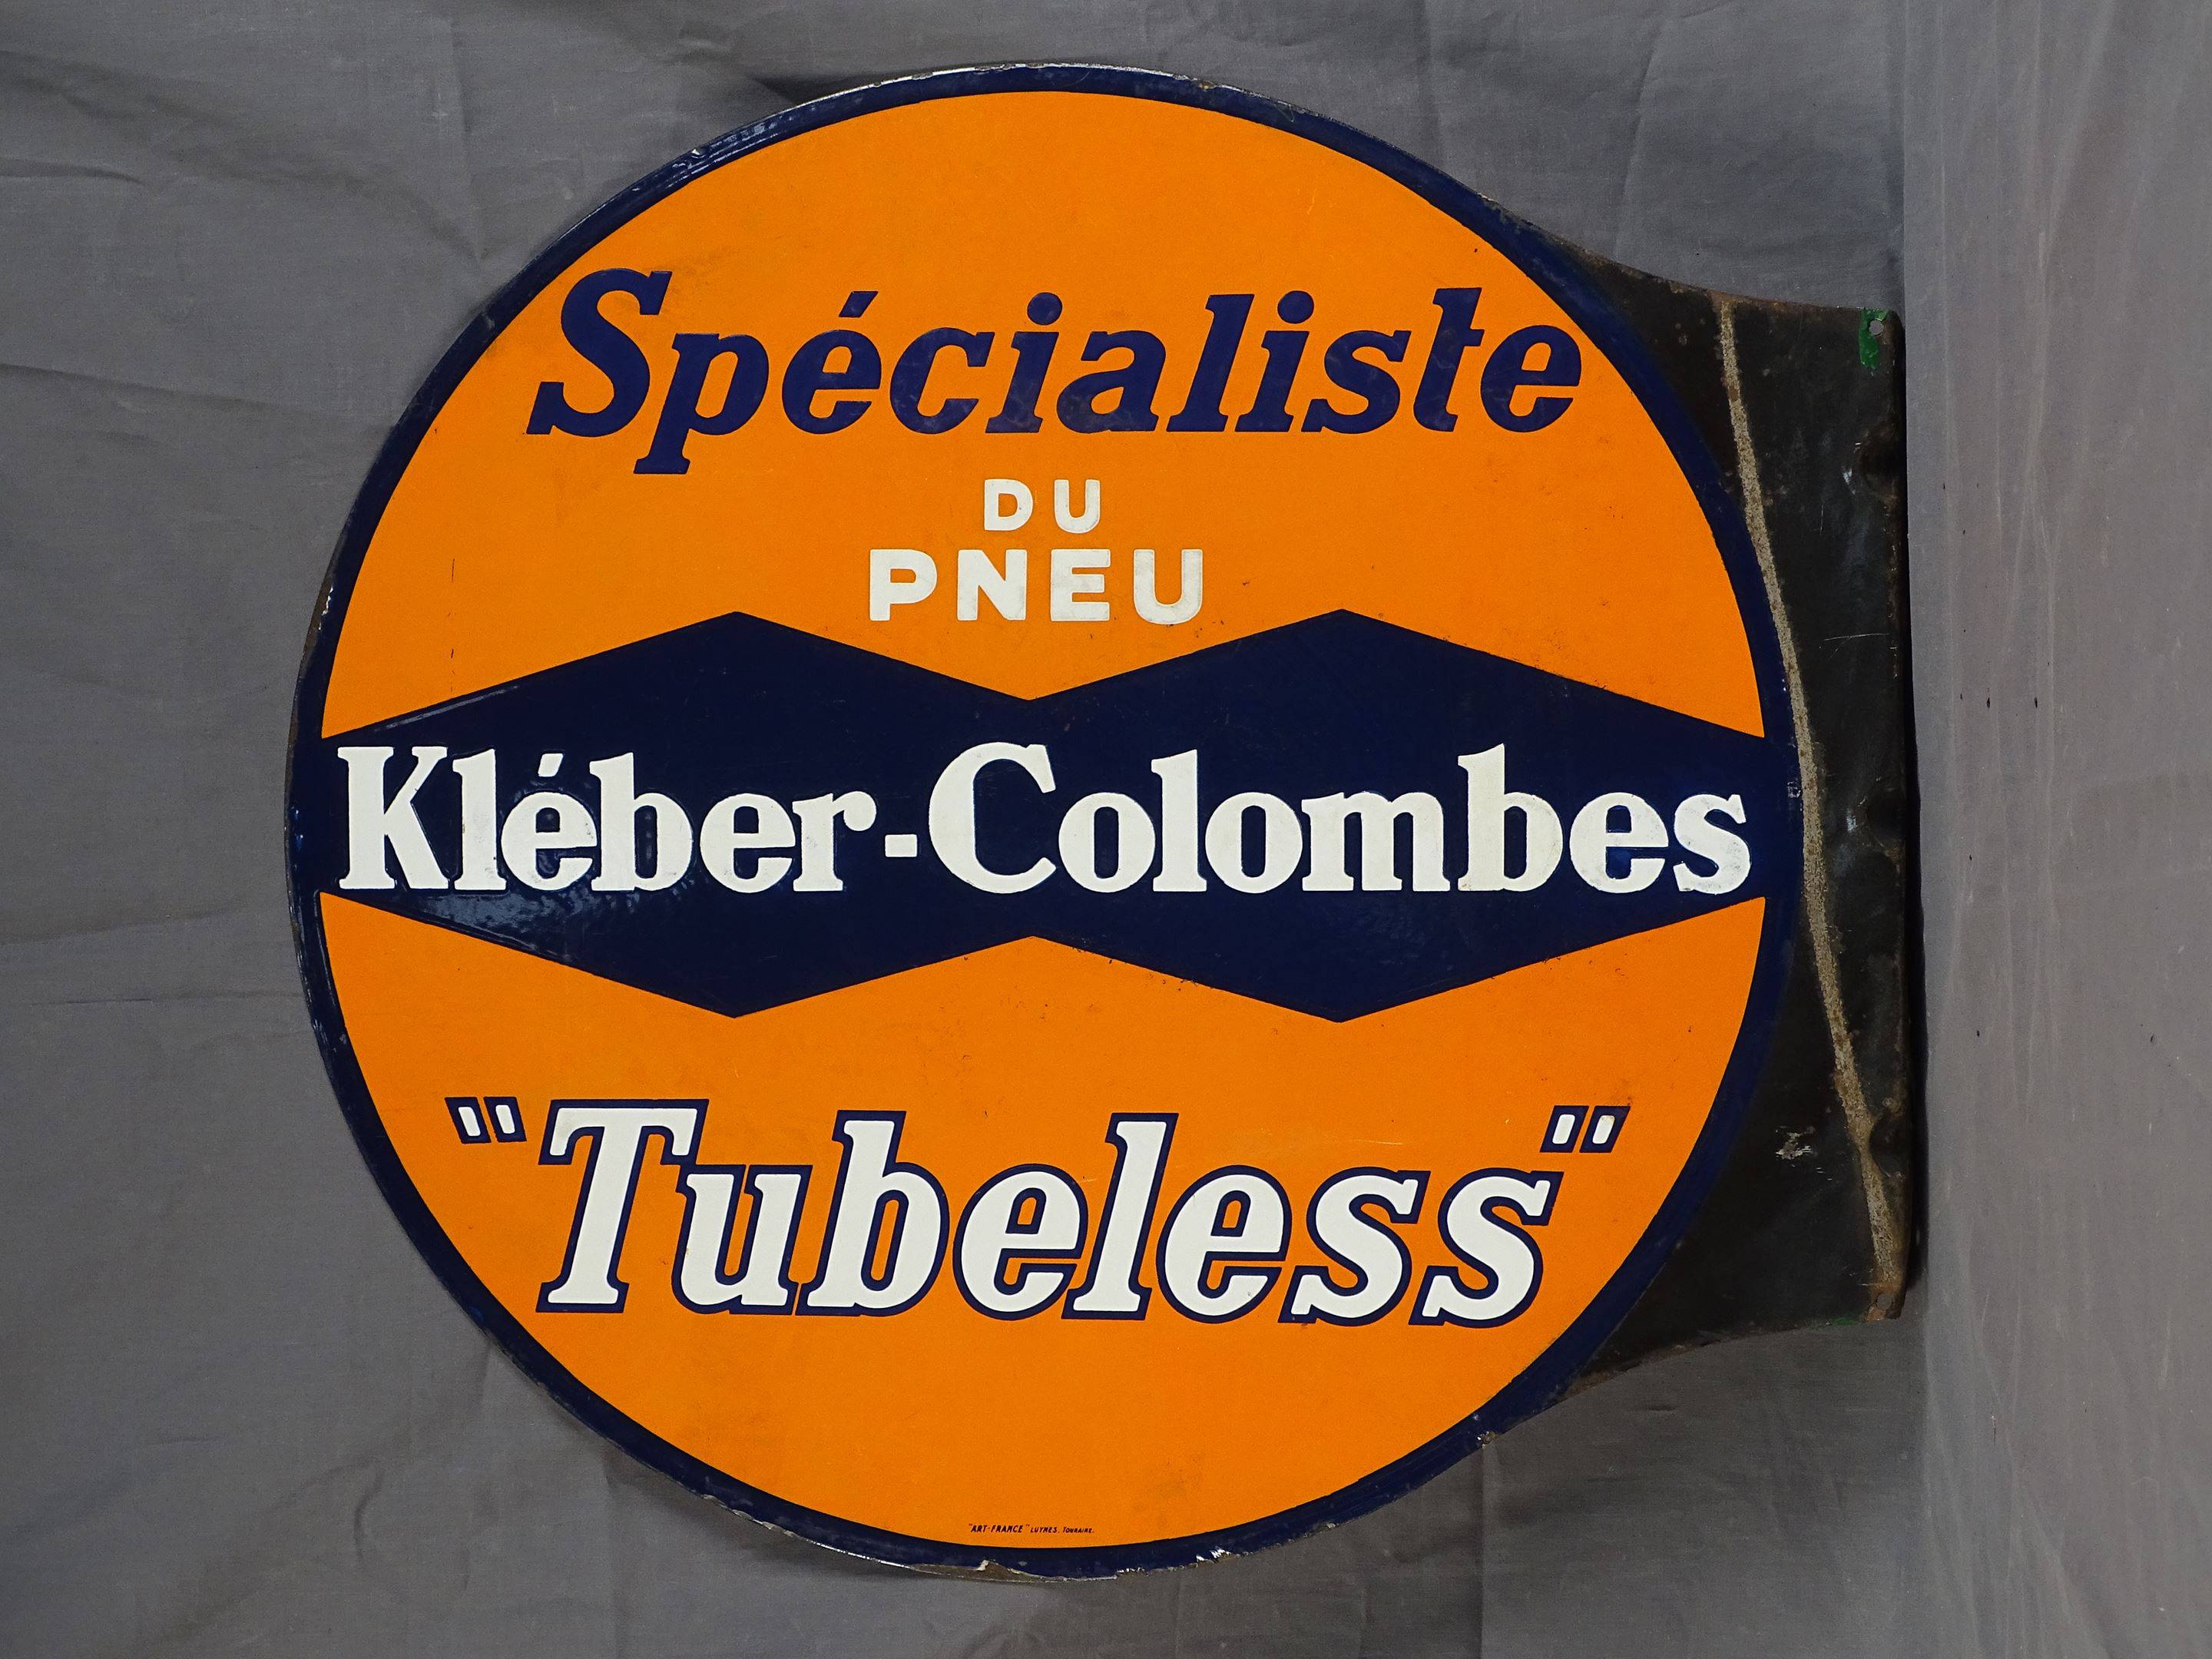 Spécialiste
DU
PNEU
Kléber-Colombes
"Tubeless"
"ART-FRANCE" LUYNES. TOURAINE.